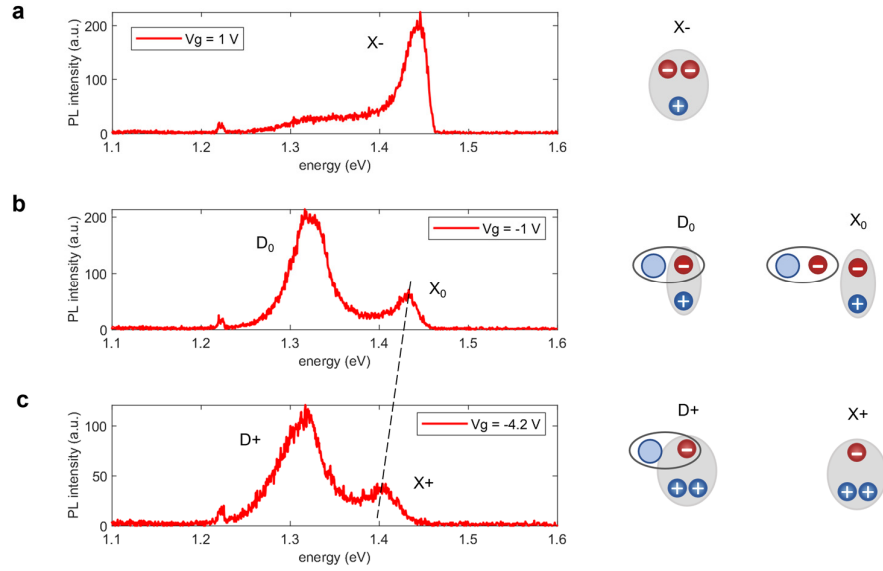 a
PL intensity (a.u.)
200
100
0
Vg = 1 V
X-
1.1 1.2 1.3 1.4 1.5 1.6
energy (eV)
X-
− −
+
b
PL intensity (a.u.)
200
100
0
D₀
X₀
Vg = -1 V
1.1 1.2 1.3 1.4 1.5 1.6
energy (eV)
D₀ X₀
− − −
+ +
c
PL intensity (a.u.)
100
50
0
D+
X+
Vg = -4.2 V
1.1 1.2 1.3 1.4 1.5 1.6
energy (eV)
D+ X+
− −
+ + + +